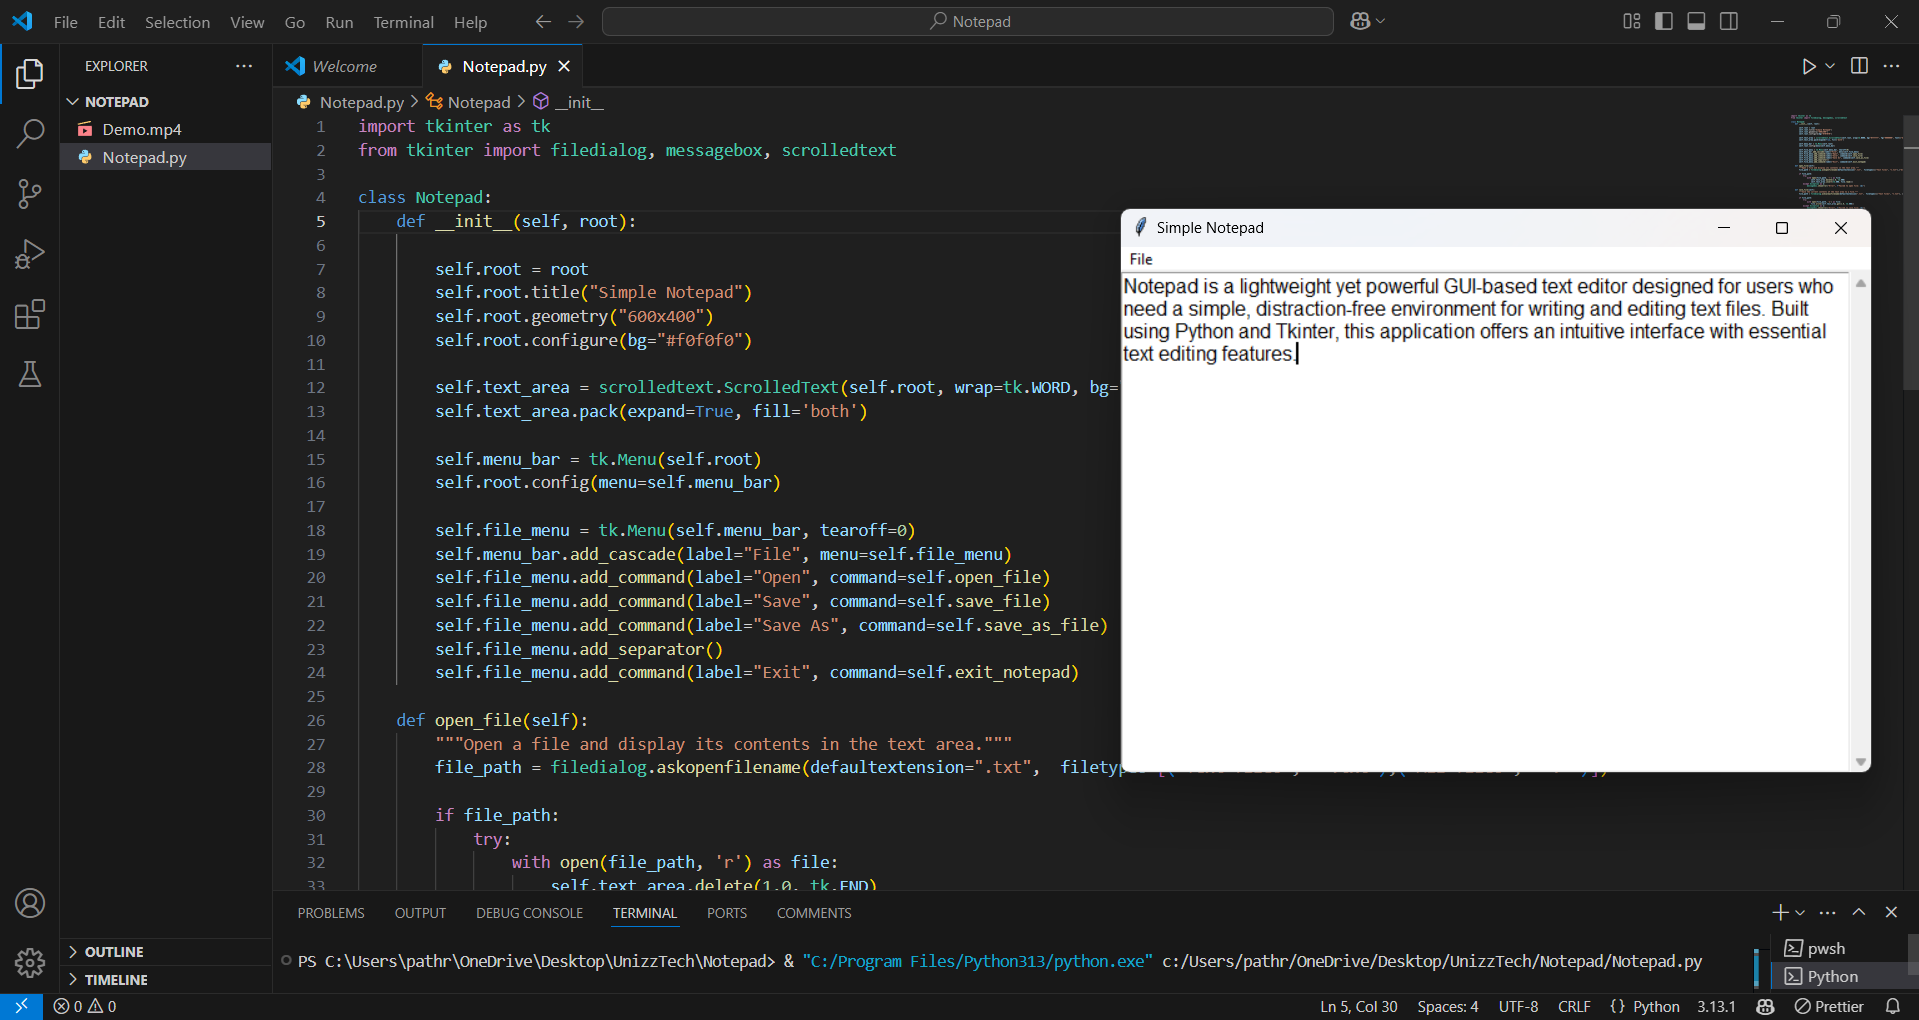 File Edit Selection View Go Run Terminal Help
Notepad
EXPLORER
NOTEPAD
Demo.mp4
Notepad.py
OUTLINE
TIMELINE
Welcome
Notepad.py
Notepad.py > Notepad > __init__
1 import tkinter as tk
2 from tkinter import filedialog, messagebox, scrolledtext
3
4 class Notepad:
5 def __init__(self, root):
6
7 self.root = root
8 self.root.title("Simple Notepad")
9 self.root.geometry("600x400")
10 self.root.configure(bg="#f0f0f0")
11
12 self.text_area = scrolledtext.ScrolledText(self.root, wrap=tk.WORD, bg=
13 self.text_area.pack(expand=True, fill='both')
14
15 self.menu_bar = tk.Menu(self.root)
16 self.root.config(menu=self.menu_bar)
17
18 self.file_menu = tk.Menu(self.menu_bar, tearoff=0)
19 self.menu_bar.add_cascade(label="File", menu=self.file_menu)
20 self.file_menu.add_command(label="Open", command=self.open_file)
21 self.file_menu.add_command(label="Save", command=self.save_file)
22 self.file_menu.add_command(label="Save As", command=self.save_as_file)
23 self.file_menu.add_separator()
24 self.file_menu.add_command(label="Exit", command=self.exit_notepad)
25
26 def open_file(self):
27 """Open a file and display its contents in the text area."""
28 file_path = filedialog.askopenfilename(defaultextension=".txt", filetyp
29
30 if file_path:
31 try:
32 with open(file_path, 'r') as file:
33 self.text_area.delete(1.0, tk.END)
Simple Notepad
File
Notepad is a lightweight yet powerful GUI-based text editor designed for users who
need a simple, distraction-free environment for writing and editing text files. Built
using Python and Tkinter, this application offers an intuitive interface with essential
text editing features.
PROBLEMS OUTPUT DEBUG CONSOLE TERMINAL PORTS COMMENTS
PS C:\Users\pathr\OneDrive\Desktop\UnizzTech\Notepad> & "C:/Program Files/Python313/python.exe" c:/Users/pathr/OneDrive/Desktop/UnizzTech/Notepad/Notepad.py
pwsh
Python
0 0
Ln 5, Col 30 Spaces: 4 UTF-8 CRLF {} Python 3.13.1 Prettier